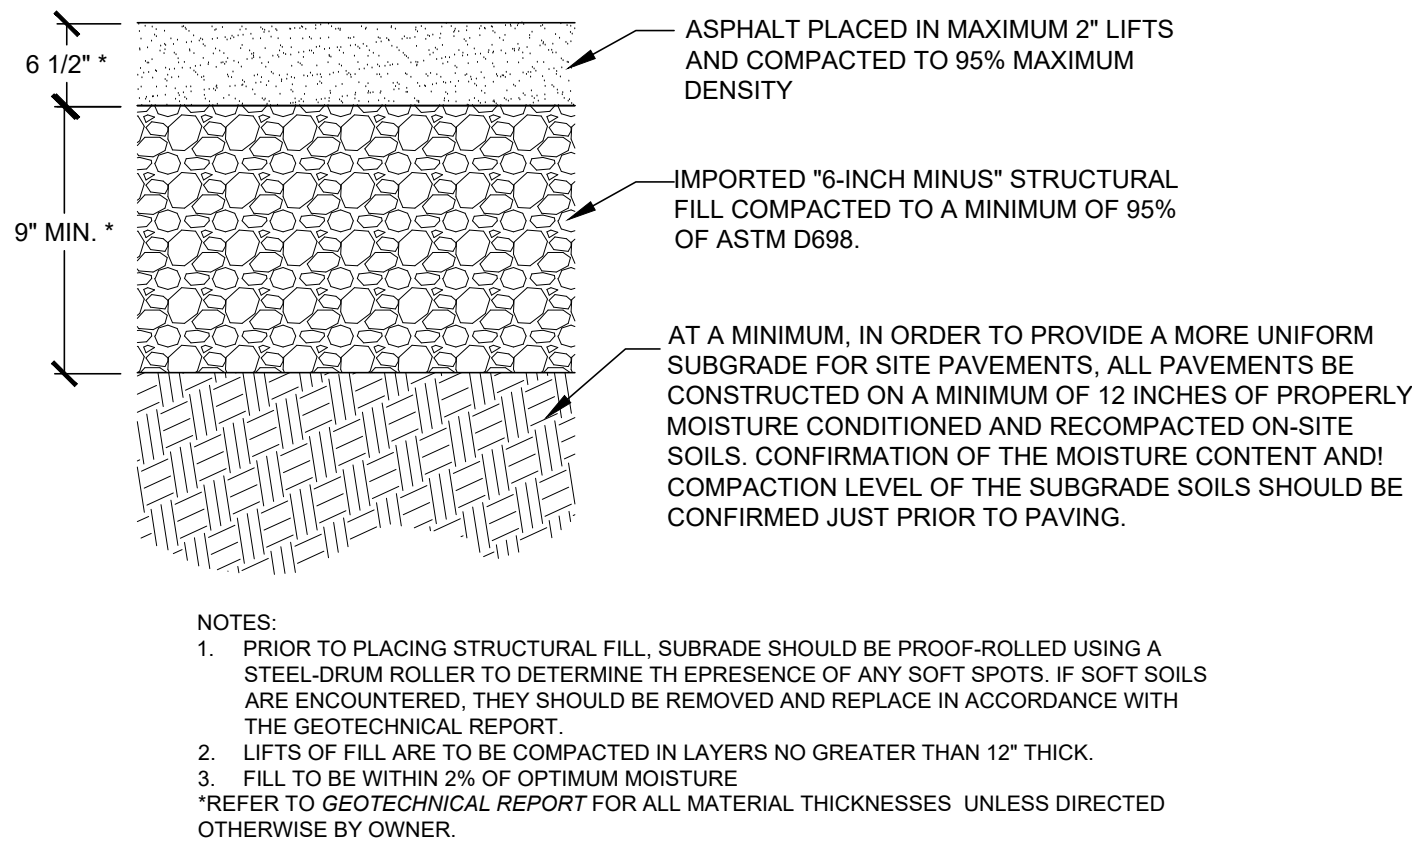 6 1/2" *
ASPHALT PLACED IN MAXIMUM 2" LIFTS
AND COMPACTED TO 95% MAXIMUM
DENSITY
9" MIN. *
IMPORTED "6-INCH MINUS" STRUCTURAL
FILL COMPACTED TO A MINIMUM OF 95%
OF ASTM D698.
AT A MINIMUM, IN ORDER TO PROVIDE A MORE UNIFORM
SUBGRADE FOR SITE PAVEMENTS, ALL PAVEMENTS BE
CONSTRUCTED ON A MINIMUM OF 12 INCHES OF PROPERLY
MOISTURE CONDITIONED AND RECOMPACTED ON-SITE
SOILS. CONFIRMATION OF THE MOISTURE CONTENT AND!
COMPACTION LEVEL OF THE SUBGRADE SOILS SHOULD BE
CONFIRMED JUST PRIOR TO PAVING.
NOTES:
1. PRIOR TO PLACING STRUCTURAL FILL, SUBRADE SHOULD BE PROOF-ROLLED USING A
STEEL-DRUM ROLLER TO DETERMINE TH EPRESENCE OF ANY SOFT SPOTS. IF SOFT SOILS
ARE ENCOUNTERED, THEY SHOULD BE REMOVED AND REPLACE IN ACCORDANCE WITH
THE GEOTECHNICAL REPORT.
2. LIFTS OF FILL ARE TO BE COMPACTED IN LAYERS NO GREATER THAN 12" THICK.
3. FILL TO BE WITHIN 2% OF OPTIMUM MOISTURE
*REFER TO GEOTECHNICAL REPORT FOR ALL MATERIAL THICKNESSES UNLESS DIRECTED
OTHERWISE BY OWNER.